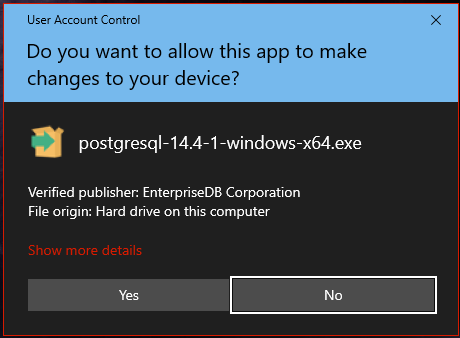 User Account Control
Do you want to allow this app to make
changes to your device?
postgresql-14.4-1-windows-x64.exe
Verified publisher: EnterpriseDB Corporation
File origin: Hard drive on this computer
Show more details
Yes
No